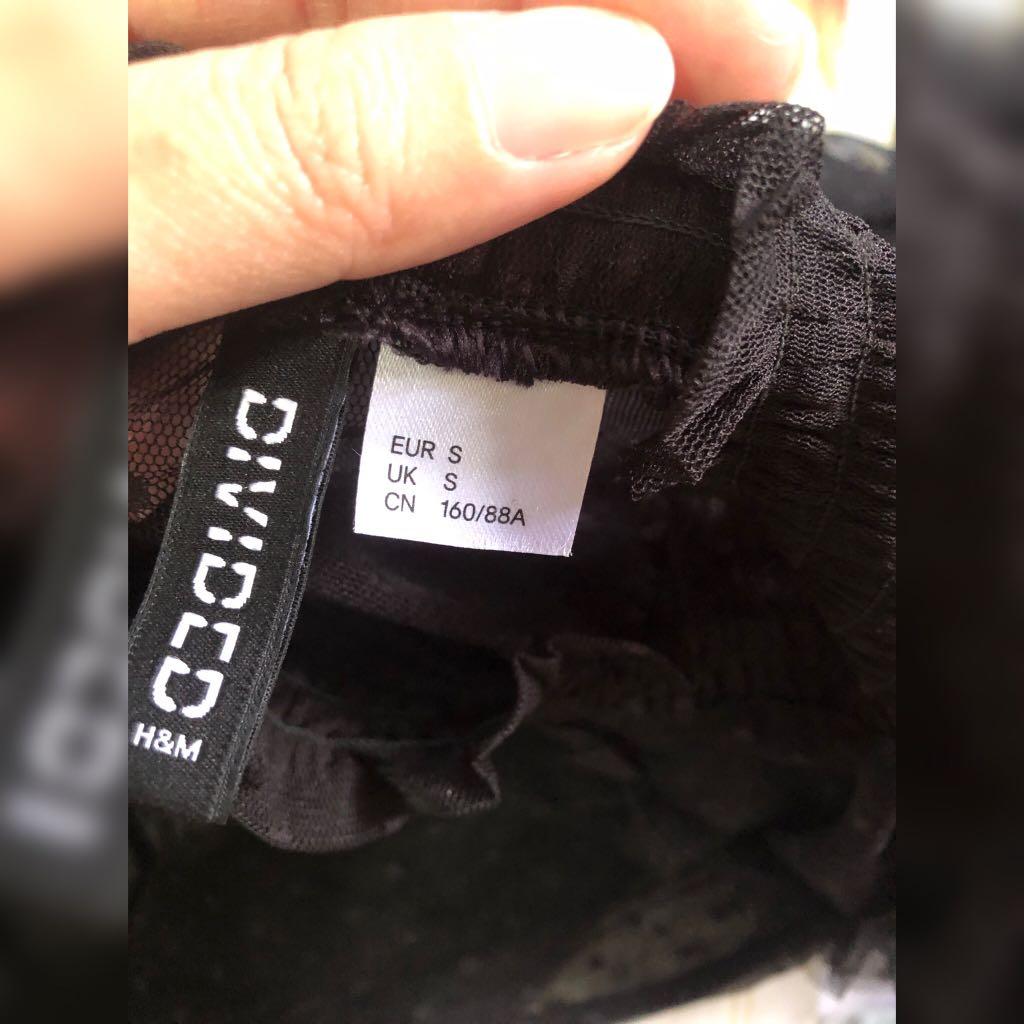 DIVIDED
H&M
EUR S
UK S
CN 160/88A